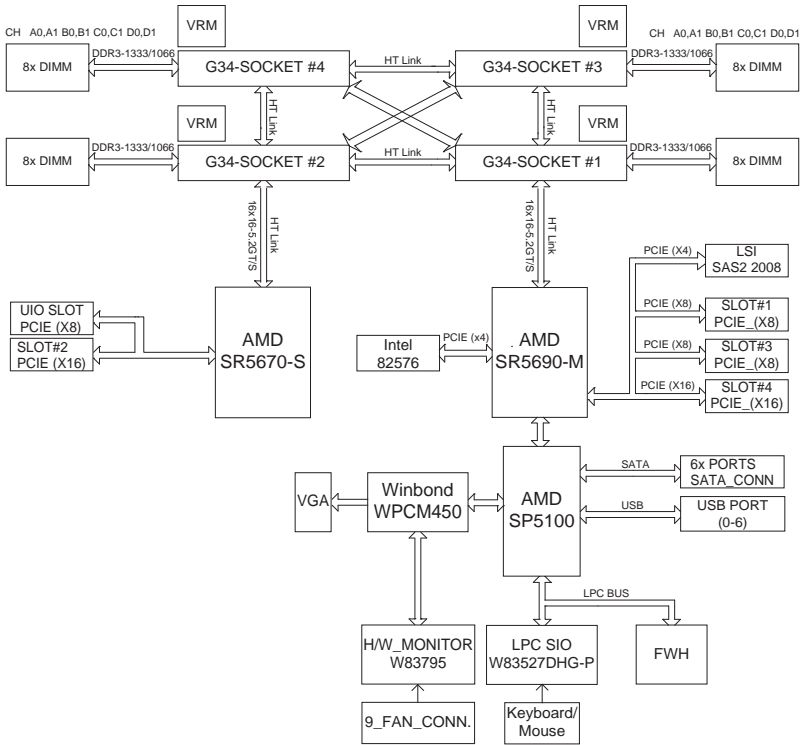 VRM
VRM
CH A0,A1 B0,B1 C0,C1 D0,D1
CH A0,A1 B0,B1 C0,C1 D0,D1
8x DIMM
DDR3-1333/1066
G34-SOCKET #4
HT Link
G34-SOCKET #3
DDR3-1333/1066
8x DIMM
HT Link
HT Link
VRM
VRM
8x DIMM
DDR3-1333/1066
G34-SOCKET #2
HT Link
G34-SOCKET #1
DDR3-1333/1066
8x DIMM
16x16-5.2GT/S
HT Link
16x16-5.2GT/S
HT Link
UIO SLOT
PCIE (X8)
SLOT#2
PCIE (X16)
AMD
SR5670-S
Intel
82576
PCIE (x4)
AMD
SR5690-M
PCIE (X4)
LSI
SAS2 2008
PCIE (X8)
SLOT#1
PCIE_(X8)
PCIE (X8)
SLOT#3
PCIE_(X8)
PCIE (X16)
SLOT#4
PCIE_(X16)
VGA
Winbond
WPCM450
AMD
SP5100
SATA
6x PORTS
SATA_CONN
USB
USB PORT
(0-6)
LPC BUS
H/W_MONITOR
W83795
LPC SIO
W83527DHG-P
FWH
9_FAN_CONN.
Keyboard/
Mouse